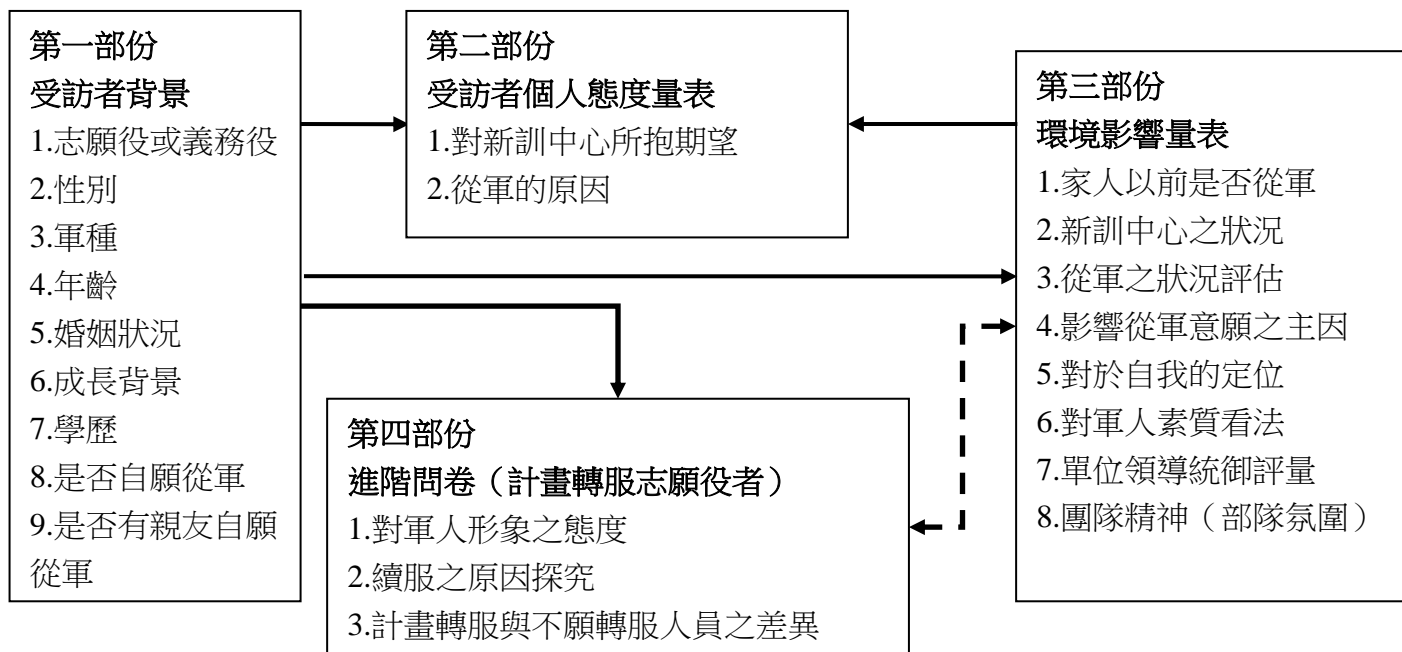 第一部份
受訪者背景
1.志願役或義務役
2.性別
3.軍種
4.年齡
5.婚姻狀況
6.成長背景
7.學歷
8.是否自願從軍
9.是否有親友自願
從軍
第二部份
受訪者個人態度量表
1.對新訓中心所抱期望
2.從軍的原因
第三部份
環境影響量表
1.家人以前是否從軍
2.新訓中心之狀況
3.從軍之狀況評估
4.影響從軍意願之主因
5.對於自我的定位
6.對軍人素質看法
7.單位領導統御評量
8.團隊精神（部隊氛圍）
第四部份
進階問卷（計畫轉服志願役者）
1.對軍人形象之態度
2.續服之原因探究
3.計畫轉服與不願轉服人員之差異